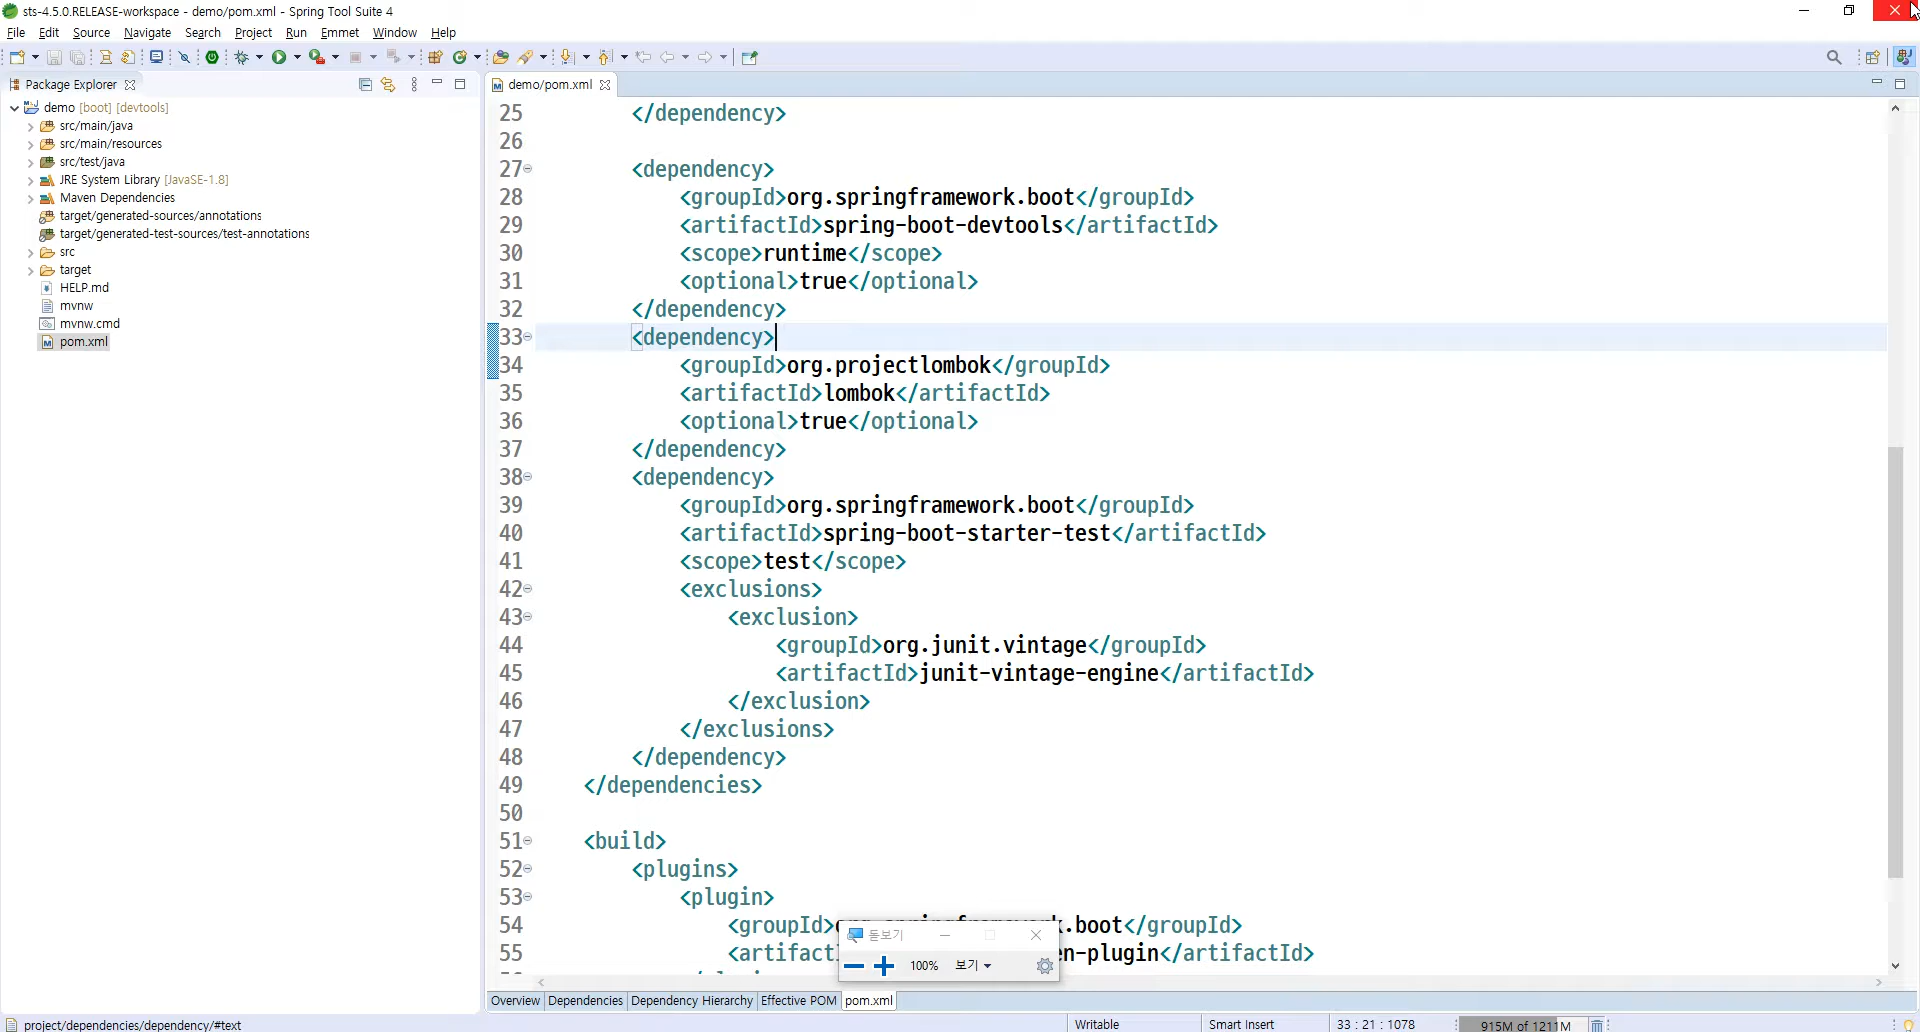 sts-4.5.0.RELEASE-workspace - demo/pom.xml - Spring Tool Suite 4
File Edit Source Navigate Search Project Run Emmet Window Help
Package Explorer
demo/pom.xml
demo [boot] [devtools]
src/main/java
src/main/resources
src/test/java
JRE System Library [JavaSE-1.8]
Maven Dependencies
target/generated-sources/annotations
target/generated-test-sources/test-annotations
src
target
HELP.md
mvnw
mvnw.cmd
pom.xml
25 </dependency>
26
27 <dependency>
28 <groupId>org.springframework.boot</groupId>
29 <artifactId>spring-boot-devtools</artifactId>
30 <scope>runtime</scope>
31 <optional>true</optional>
32 </dependency>
33 <dependency>
34 <groupId>org.projectlombok</groupId>
35 <artifactId>lombok</artifactId>
36 <optional>true</optional>
37 </dependency>
38 <dependency>
39 <groupId>org.springframework.boot</groupId>
40 <artifactId>spring-boot-starter-test</artifactId>
41 <scope>test</scope>
42 <exclusions>
43 <exclusion>
44 <groupId>org.junit.vintage</groupId>
45 <artifactId>junit-vintage-engine</artifactId>
46 </exclusion>
47 </exclusions>
48 </dependency>
49 </dependencies>
50
51 <build>
52 <plugins>
53 <plugin>
54 <groupId> .boot</groupId>
55 <artifact en-plugin</artifactId>
돋보기
100% 보기
Overview Dependencies Dependency Hierarchy Effective POM pom.xml
project/dependencies/dependency/#text Writable Smart Insert 33 : 21 : 1078 915M of 1211M